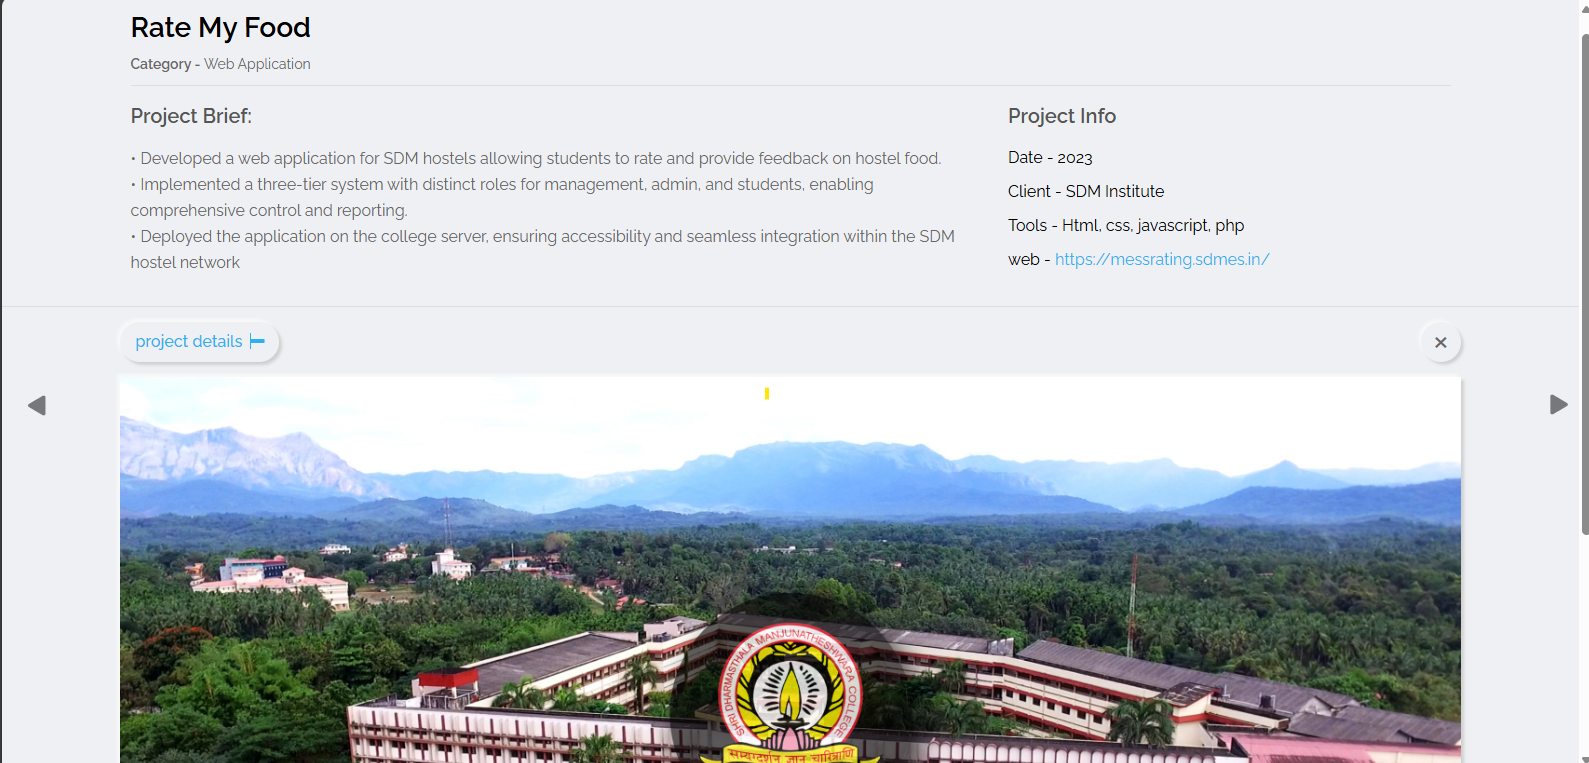 Rate My Food
Category - Web Application
Project Brief:
• Developed a web application for SDM hostels allowing students to rate and provide feedback on hostel food.
• Implemented a three-tier system with distinct roles for management, admin, and students, enabling
comprehensive control and reporting.
• Deployed the application on the college server, ensuring accessibility and seamless integration within the SDM
hostel network
Project Info
Date - 2023
Client - SDM Institute
Tools - Html, css, javascript, php
web - https://messrating.sdmes.in/
project details
SHRI DHARMASTHALA MANJUNATHESHWARA COLLEGE
सम्यग्दर्शन ज्ञान चारित्राणि